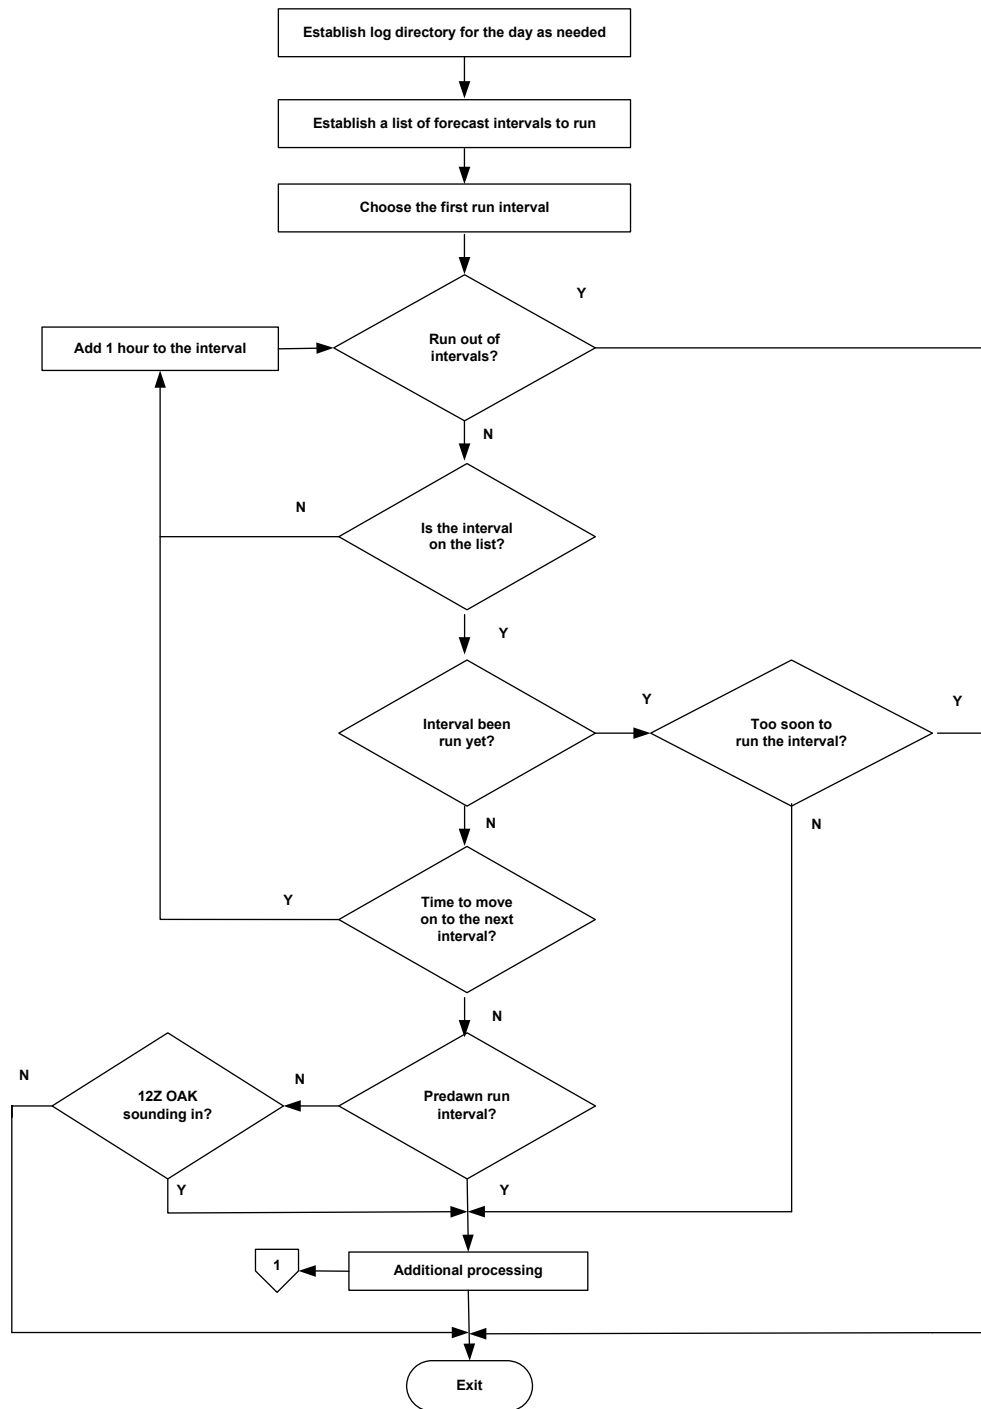 Establish log directory for the day as needed
Establish a list of forecast intervals to run
Choose the first run interval
Y
Add 1 hour to the interval
Run out of
intervals?
N
N
Is the interval
on the list?
Y
Interval been
run yet?
Y
Too soon to
run the interval?
Y
N
N
Y
Time to move
on to the next
interval?
N
N
12Z OAK
sounding in?
N
Predawn run
interval?
Y
Y
1
Additional processing
Exit